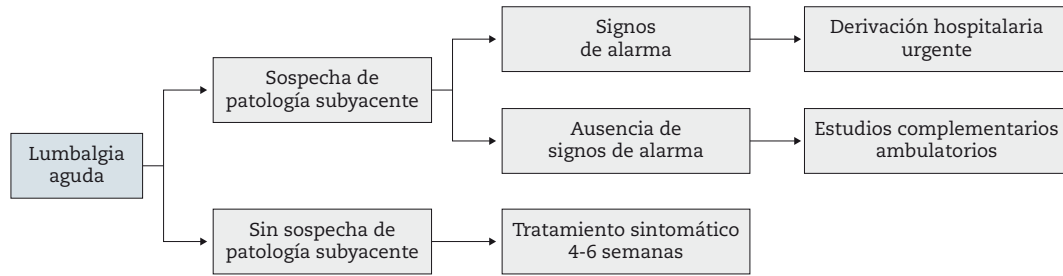 Lumbalgia
aguda
Sospecha de
patología subyacente
Signos
de alarma
Derivación hospitalaria
urgente
Ausencia de
signos de alarma
Estudios complementarios
ambulatorios
Sin sospecha de
patología subyacente
Tratamiento sintomático
4-6 semanas